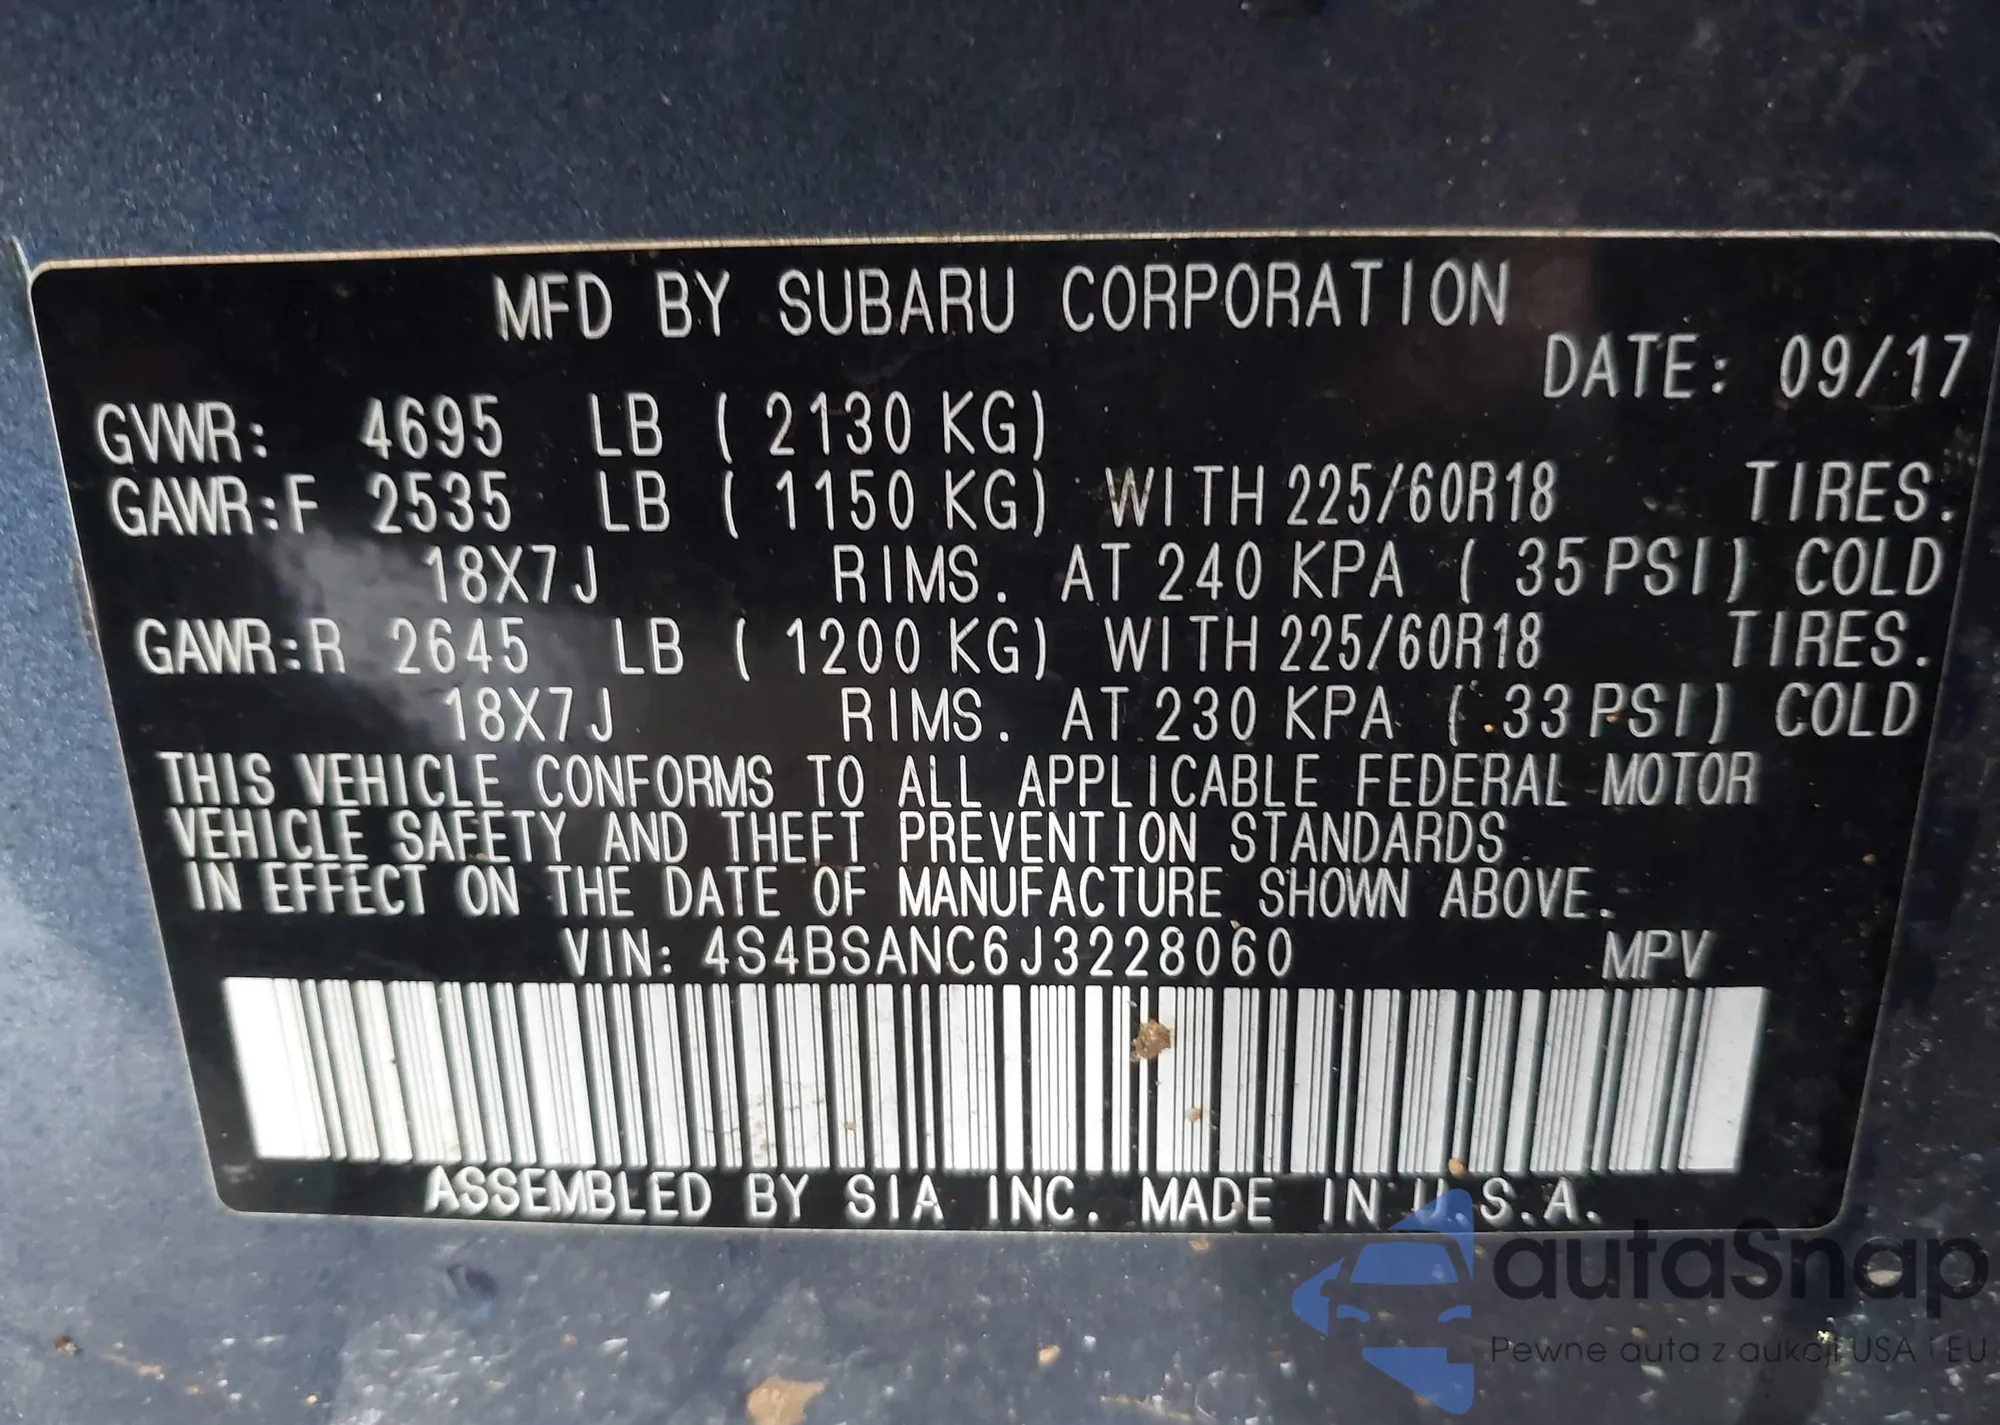 MFD BY SUBARU CORPORATION
DATE: 09/17
GVWR: 4695 LB ( 2130 KG)
GAWR:F 2535 LB ( 1150 KG) WITH 225/60R18 TIRES.
18X7J RIMS. AT 240 KPA ( 35 PSI) COLD
GAWR:R 2645 LB ( 1200 KG) WITH 225/60R18 TIRES.
18X7J RIMS. AT 230 KPA ( 33 PSI) COLD
THIS VEHICLE CONFORMS TO ALL APPLICABLE FEDERAL MOTOR
VEHICLE SAFETY AND THEFT PREVENTION STANDARDS
IN EFFECT ON THE DATE OF MANUFACTURE SHOWN ABOVE.
VIN: 4S4BSANC6J3228060 MPV
ASSEMBLED BY SIA INC. MADE IN U.S.A.
autaSnap
Pewne auta z aukcji USA i EU